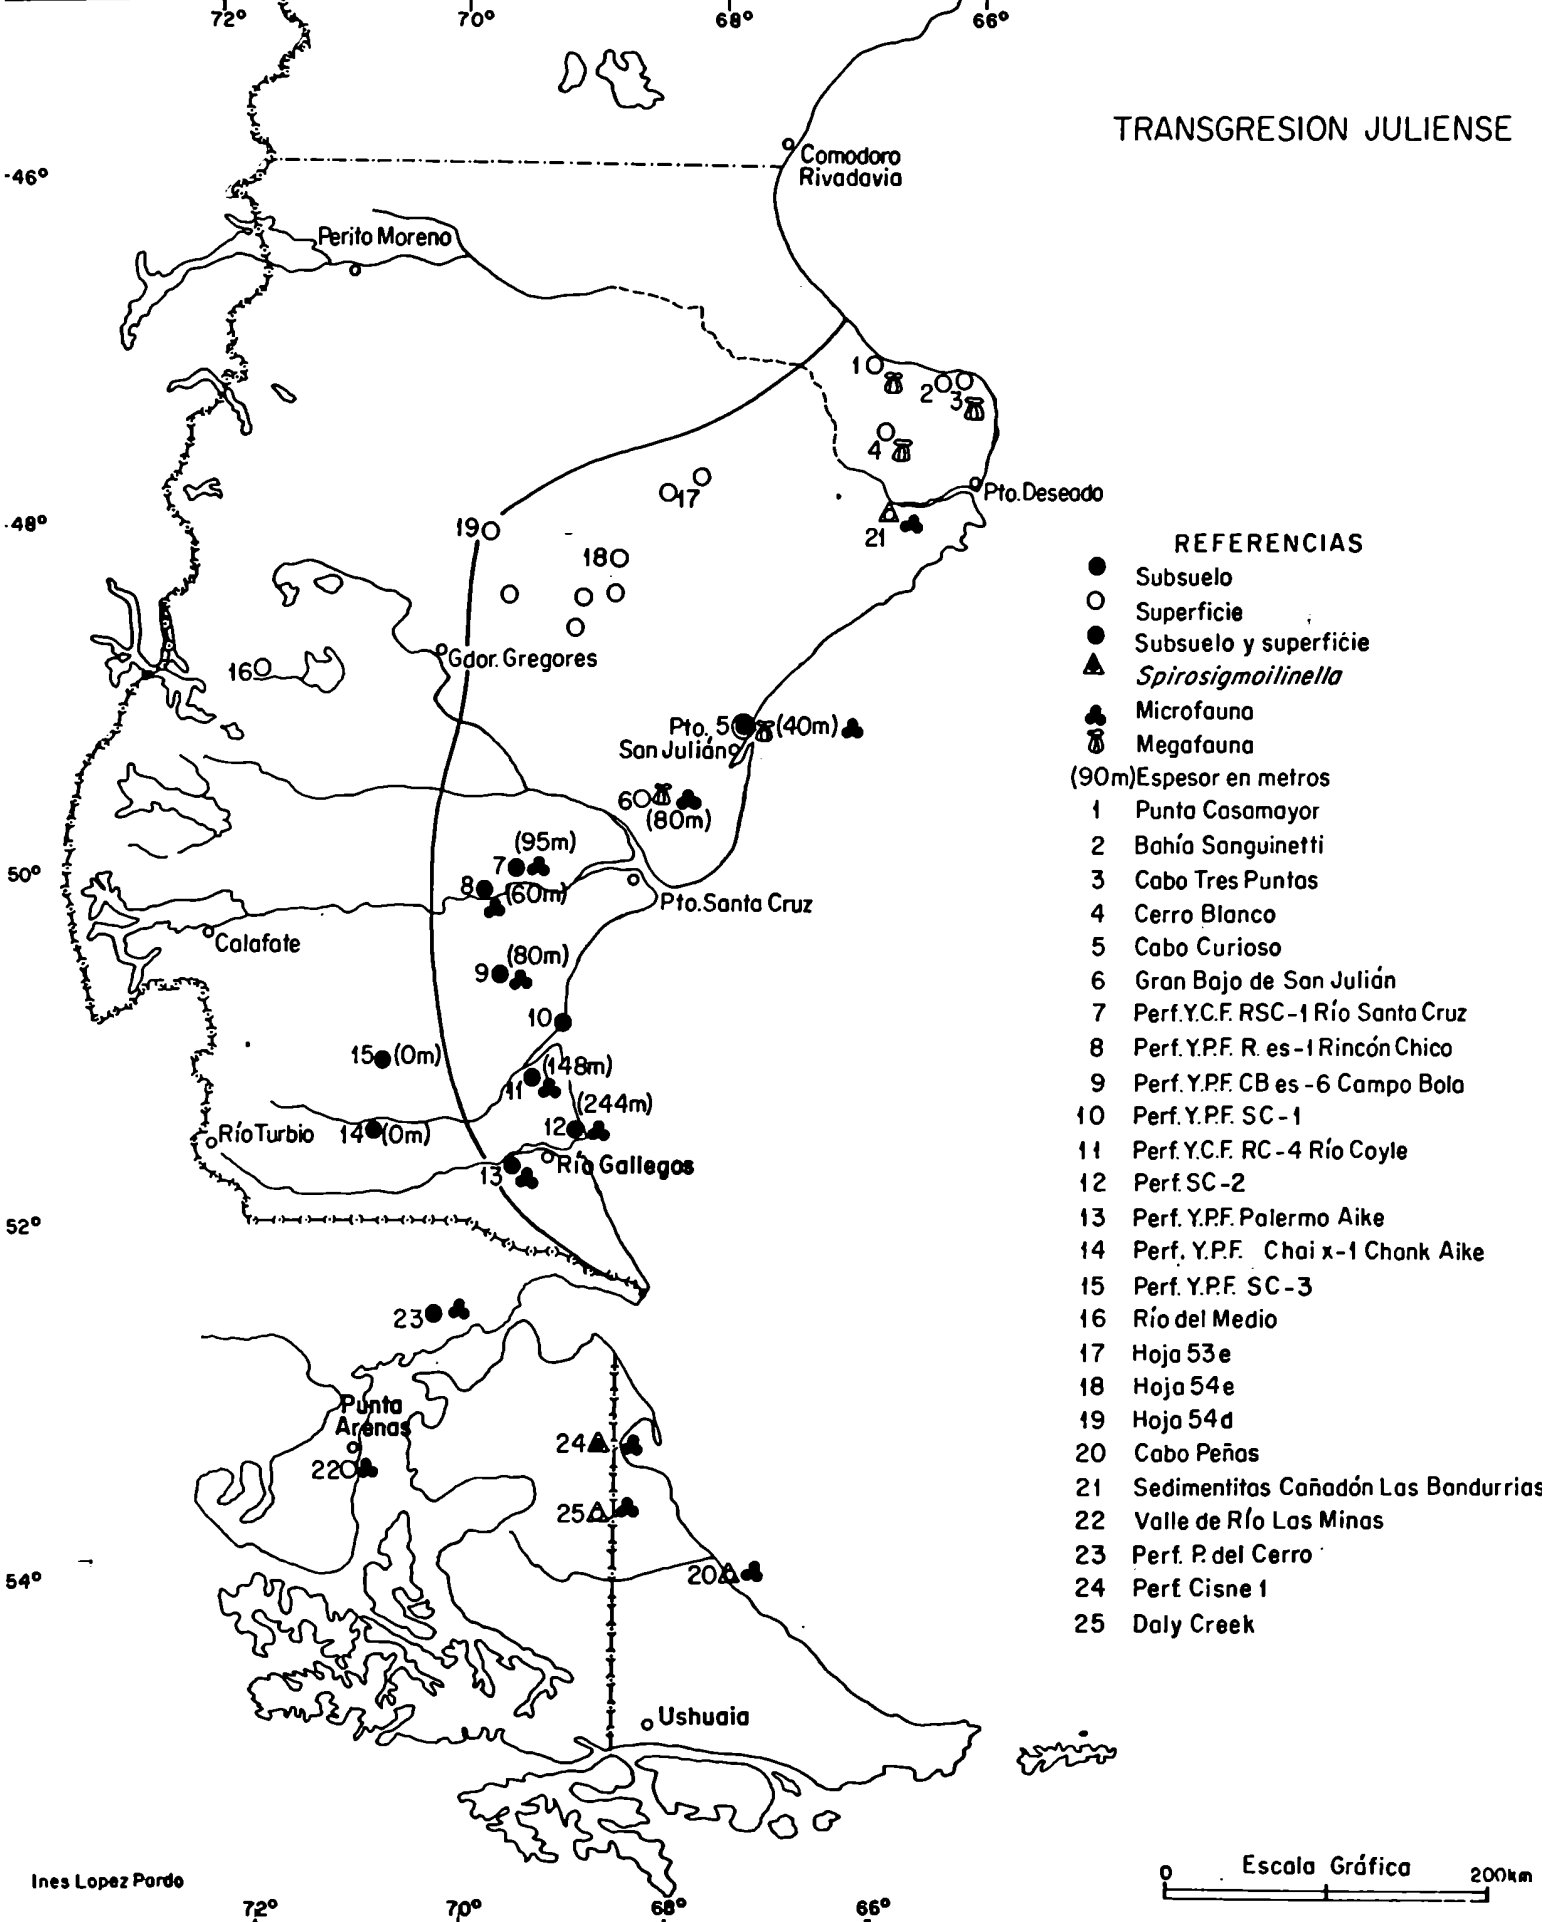 72° 70° 68° 66°
TRANSGRESION JULIENSE
Comodoro
Rivadavia
-46°
Perito Moreno
1
2
3
4
Pto. Deseado
17
-48°
19
21
18
Gdor. Gregores
16
Pto. 5 (40m)
San Julián
6
(80m)
(95m)
7
50°
8 (60m)
Pto. Santa Cruz
Calafate
(80m)
9
10
15 (0m)
(148m)
11
(244m)
Río Turbio
14 (0m)
12
13
Río Gallegos
52°
23
Punta
Arenas
24
22
25
54°
20
Ushuaia
REFERENCIAS
Subsuelo
Superficie
Subsuelo y superficie
Spirosigmoilinella
Microfauna
Megafauna
(90m) Espesor en metros
1 Punta Casamayor
2 Bahía Sanguinetti
3 Cabo Tres Puntas
4 Cerro Blanco
5 Cabo Curioso
6 Gran Bajo de San Julián
7 Perf. Y.C.F. RSC-1 Río Santa Cruz
8 Perf. Y.P.F. R. es-1 Rincón Chico
9 Perf. Y.P.F. CB es-6 Campo Bola
10 Perf. Y.P.F. SC-1
11 Perf. Y.C.F. RC-4 Río Coyle
12 Perf. SC-2
13 Perf. Y.P.F. Palermo Aike
14 Perf. Y.P.F. Chai x-1 Chonk Aike
15 Perf. Y.P.F. SC-3
16 Río del Medio
17 Hoja 53e
18 Hoja 54e
19 Hoja 54d
20 Cabo Peñas
21 Sedimentitas Cañadón Las Bandurrias
22 Valle de Río Las Minas
23 Perf. P. del Cerro
24 Perf. Cisne 1
25 Daly Creek
Escala Gráfica
0 200km
Ines Lopez Pardo
72° 70° 68° 66°